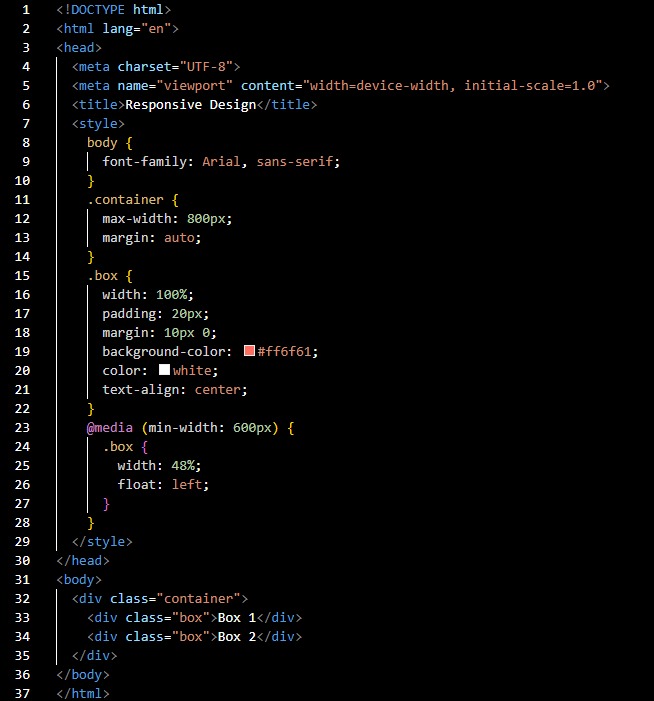 1 <!DOCTYPE html>
2 <html lang="en">
3 <head>
4 <meta charset="UTF-8">
5 <meta name="viewport" content="width=device-width, initial-scale=1.0">
6 <title>Responsive Design</title>
7 <style>
8 body {
9 font-family: Arial, sans-serif;
10 }
11 .container {
12 max-width: 800px;
13 margin: auto;
14 }
15 .box {
16 width: 100%;
17 padding: 20px;
18 margin: 10px 0;
19 background-color: #ff6f61;
20 color: white;
21 text-align: center;
22 }
23 @media (min-width: 600px) {
24 .box {
25 width: 48%;
26 float: left;
27 }
28 }
29 </style>
30 </head>
31 <body>
32 <div class="container">
33 <div class="box">Box 1</div>
34 <div class="box">Box 2</div>
35 </div>
36 </body>
37 </html>